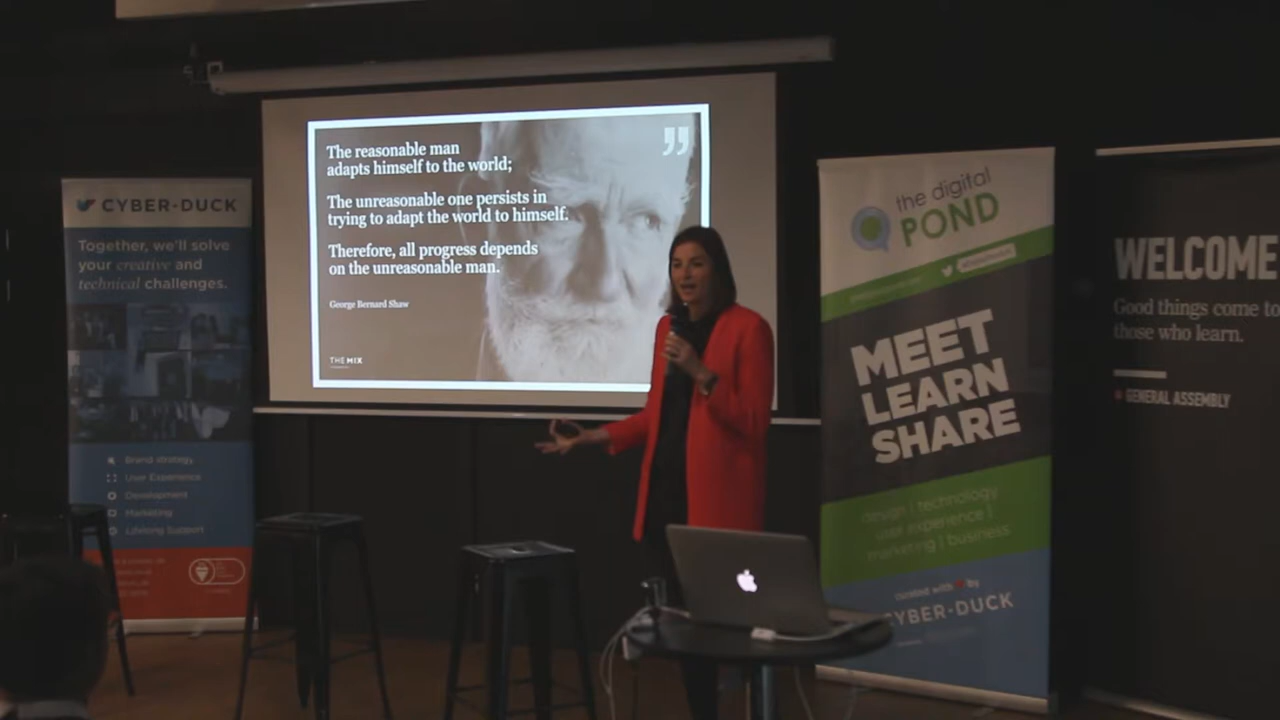 CYBER-DUCK
Together, we'll solve
your creative and
technical challenges.
Brand strategy
User Experience
Development
Marketing
Lifelong Support
The reasonable man
adapts himself to the world;
The unreasonable one persists in
trying to adapt the world to himself.
Therefore, all progress depends
on the unreasonable man.
George Bernard Shaw
THE MIX
”
the digital
POND
MEET
LEARN
SHARE
design | technology
user experience |
marketing | business
curated with by
CYBER-DUCK
WELCOME
Good things come to
those who learn.
GENERAL ASSEMBLY